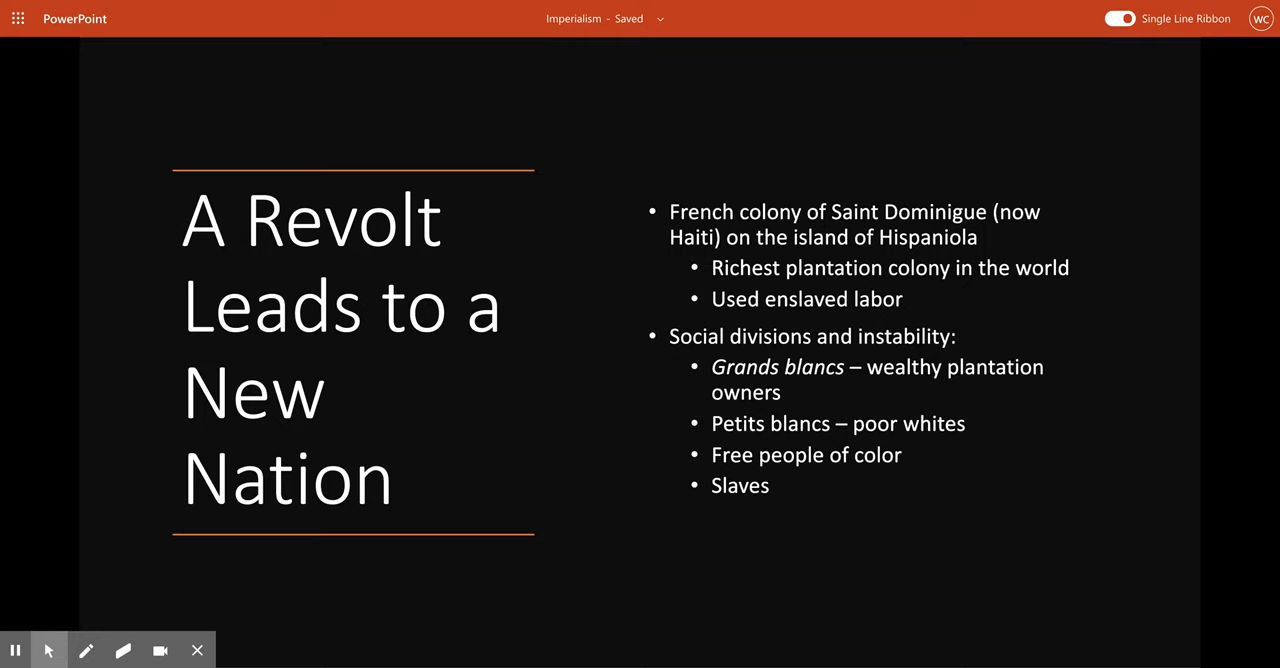 PowerPoint
Imperialism - Saved
Single Line Ribbon
WC
A Revolt
Leads to a
New
Nation
• French colony of Saint Dominigue (now
Haiti) on the island of Hispaniola
• Richest plantation colony in the world
• Used enslaved labor
• Social divisions and instability:
• Grands blancs – wealthy plantation
owners
• Petits blancs – poor whites
• Free people of color
• Slaves